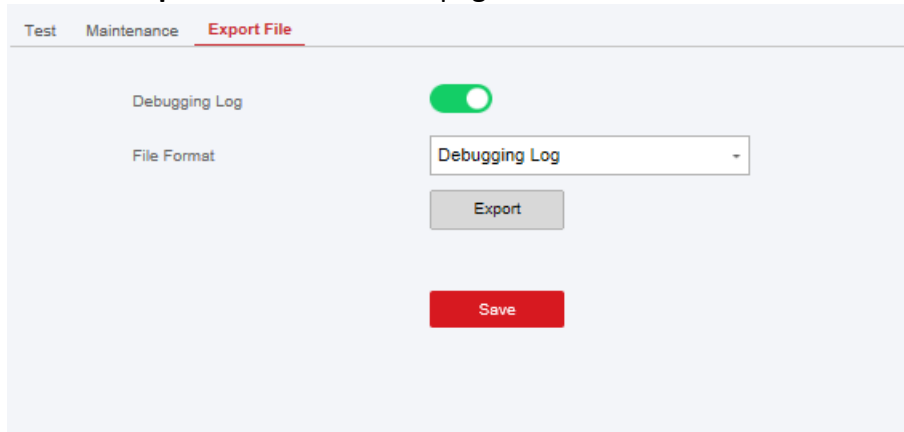 Test Maintenance Export File
Debugging Log
File Format Debugging Log
Export
Save